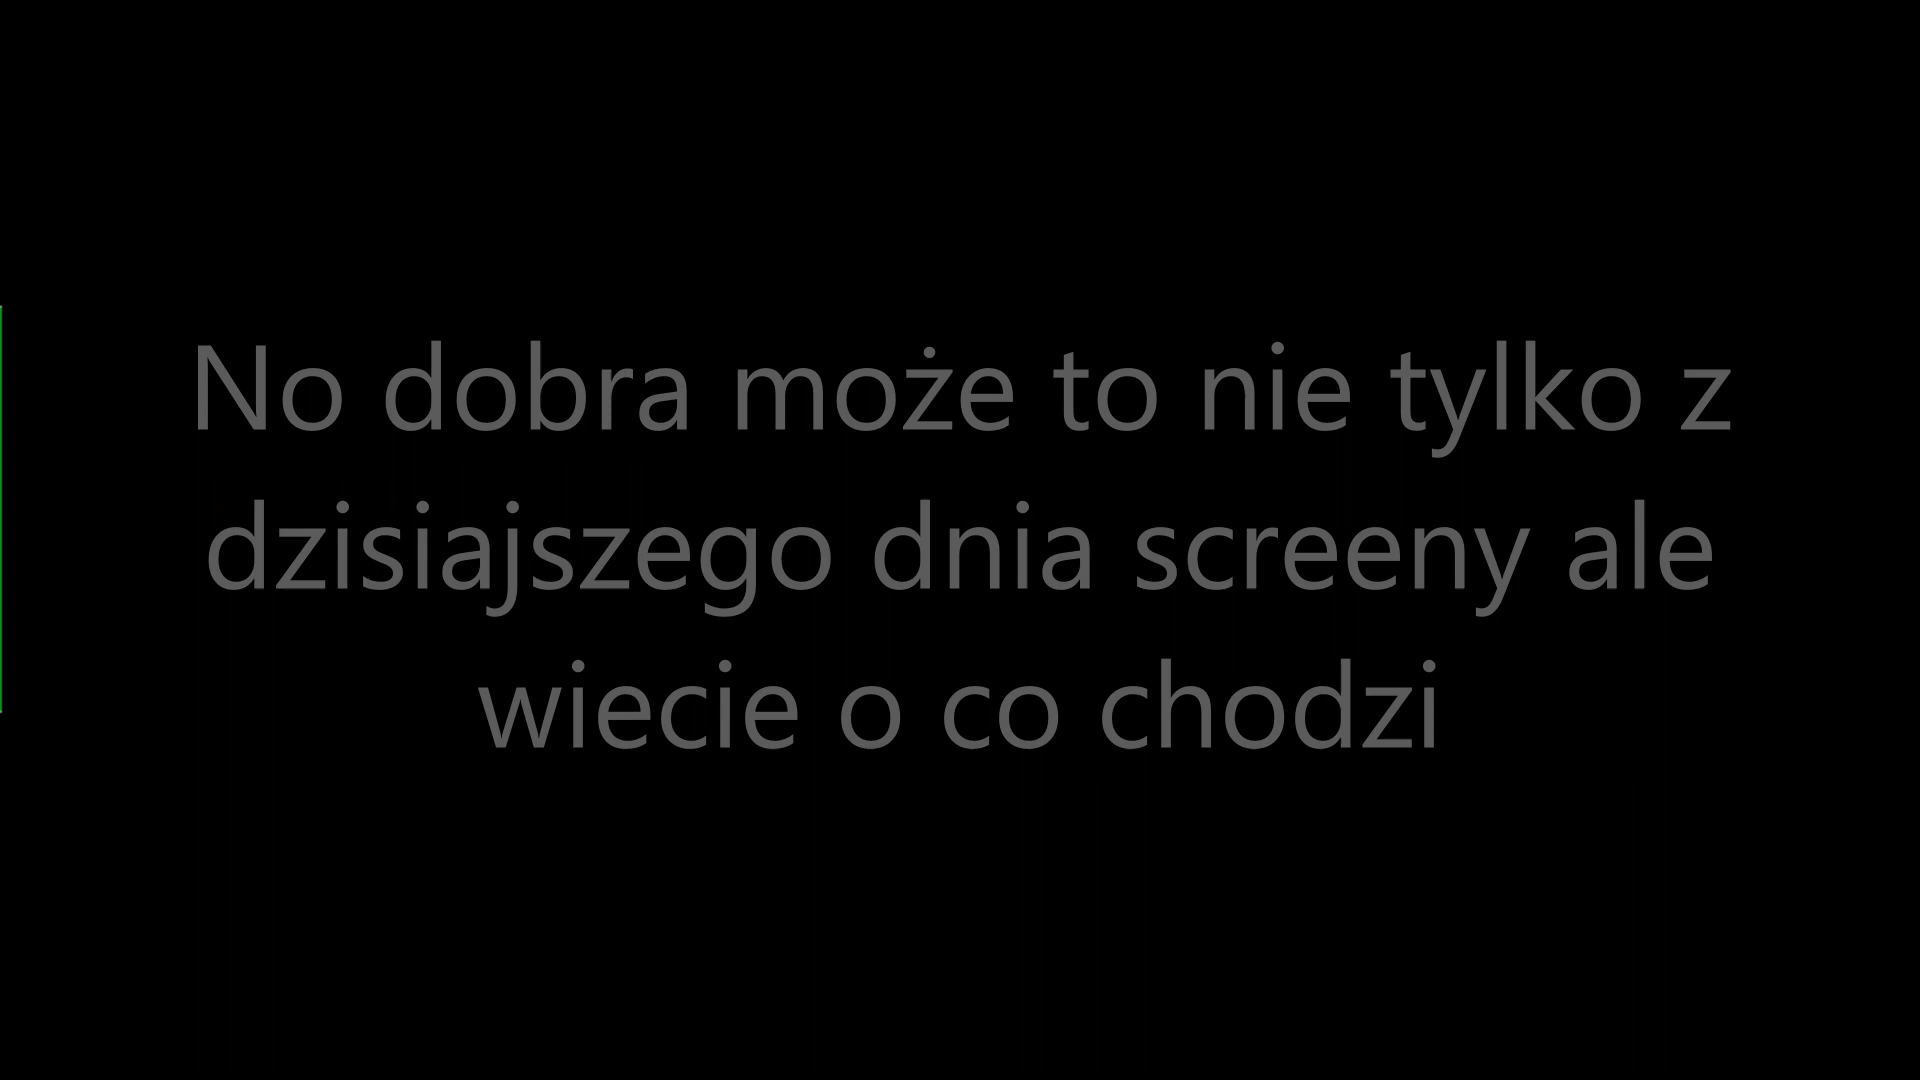 No dobra może to nie tylko z
dzisiajszego dnia screeny ale
wiecie o co chodzi